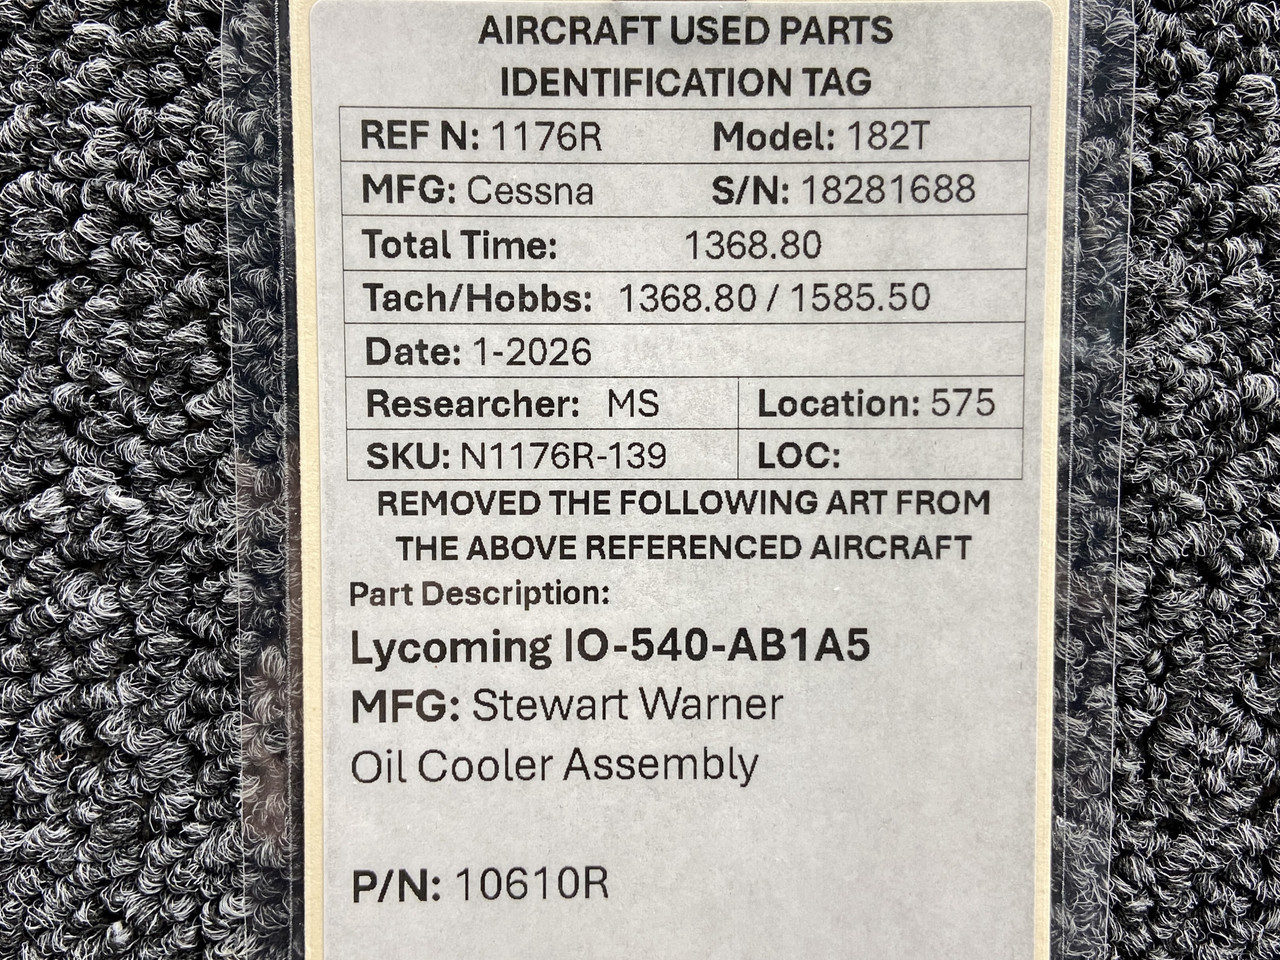 AIRCRAFT USED PARTS
IDENTIFICATION TAG
REF N: 1176R Model: 182T
MFG: Cessna S/N: 18281688
Total Time: 1368.80
Tach/Hobbs: 1368.80 / 1585.50
Date: 1-2026
Researcher: MS Location: 575
SKU: N1176R-139 LOC:
REMOVED THE FOLLOWING ART FROM
THE ABOVE REFERENCED AIRCRAFT
Part Description:
Lycoming IO-540-AB1A5
MFG: Stewart Warner
Oil Cooler Assembly
P/N: 10610R